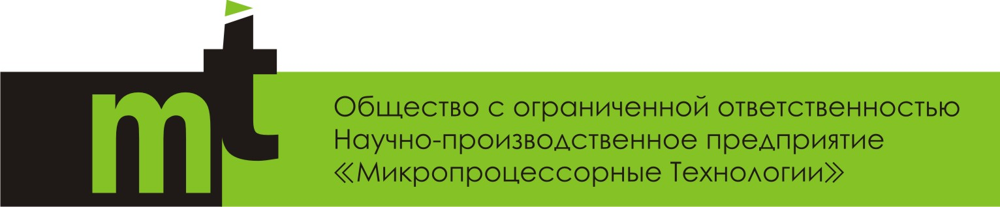 mt
Общество с ограниченной ответственностью
Научно-производственное предприятие
«Микропроцессорные Технологии»